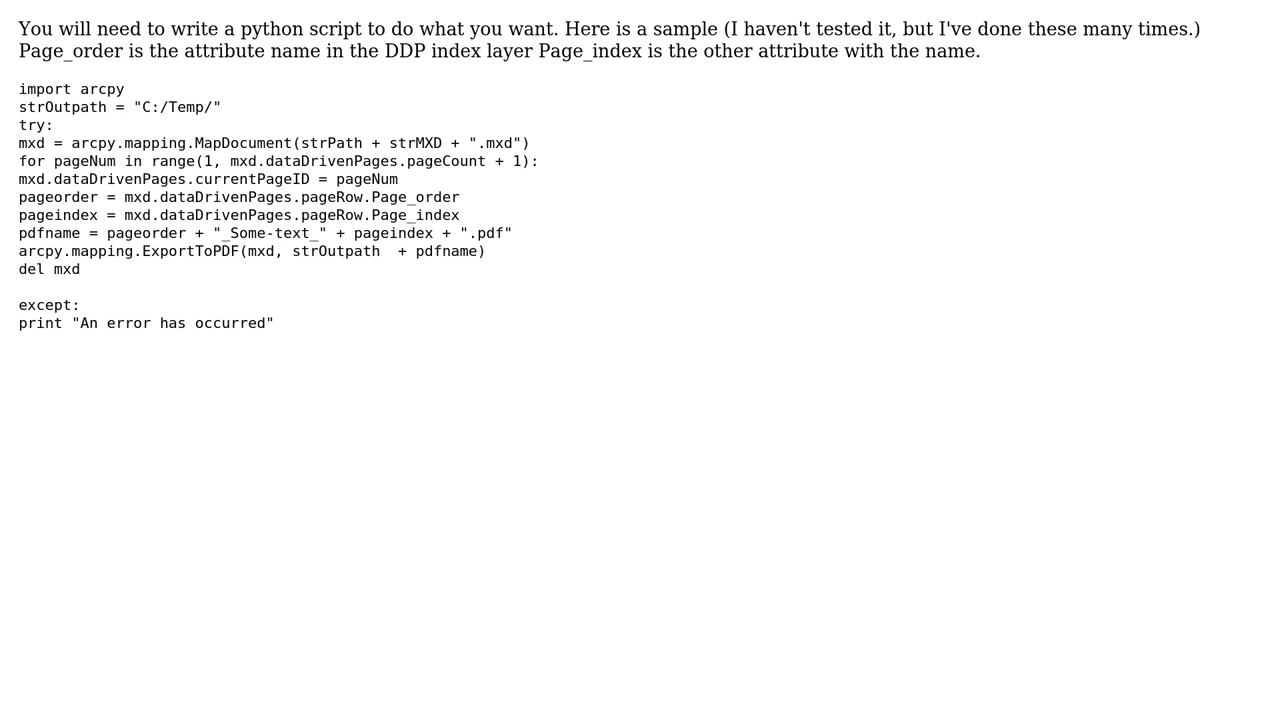 You will need to write a python script to do what you want. Here is a sample (I haven't tested it, but I've done these many times.)
Page_order is the attribute name in the DDP index layer Page_index is the other attribute with the name.
import arcpy
strOutpath = "C:/Temp/"
try:
mxd = arcpy.mapping.MapDocument(strPath + strMXD + ".mxd")
for pageNum in range(1, mxd.dataDrivenPages.pageCount + 1):
mxd.dataDrivenPages.currentPageID = pageNum
pageorder = mxd.dataDrivenPages.pageRow.Page_order
pageindex = mxd.dataDrivenPages.pageRow.Page_index
pdfname = pageorder + "_Some-text_" + pageindex + ".pdf"
arcpy.mapping.ExportToPDF(mxd, strOutpath  + pdfname)
del mxd
except:
print "An error has occurred"